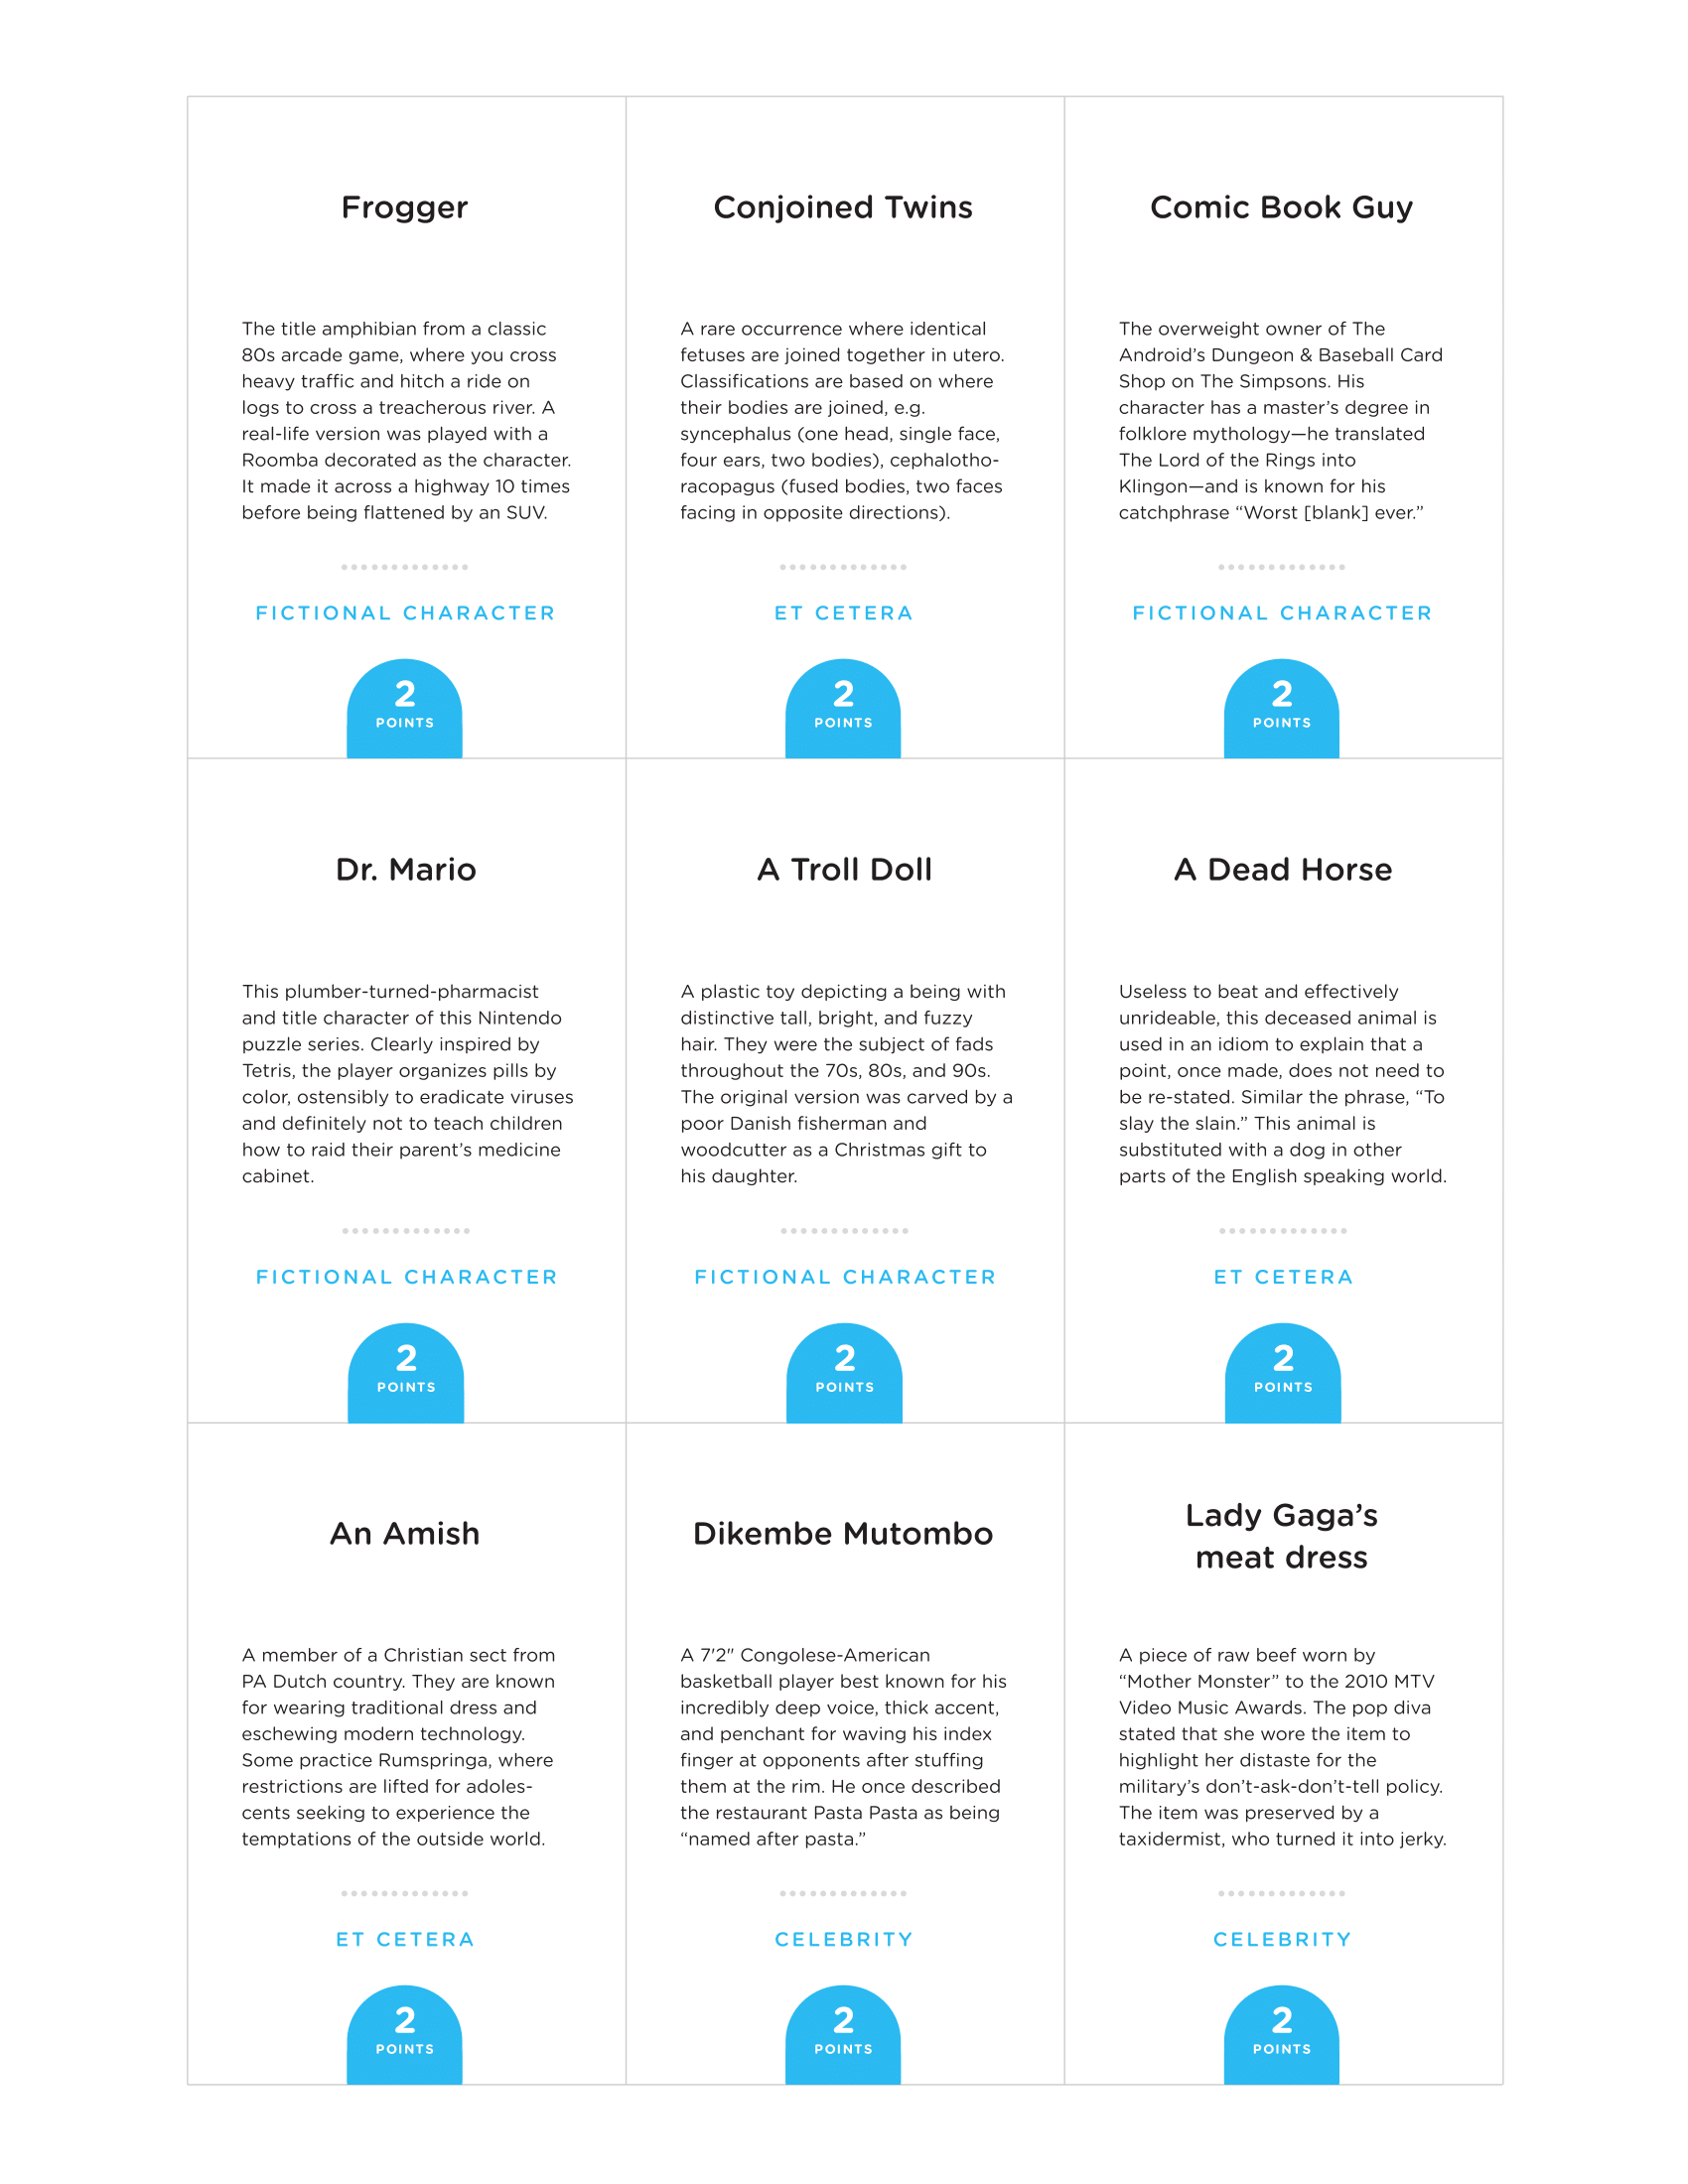 Frogger
The title amphibian from a classic
80s arcade game, where you cross
heavy traffic and hitch a ride on
logs to cross a treacherous river. A
real-life version was played with a
Roomba decorated as the character.
It made it across a highway 10 times
before being flattened by an SUV.
FICTIONAL CHARACTER
2
POINTS
Conjoined Twins
A rare occurrence where identical
fetuses are joined together in utero.
Classifications are based on where
their bodies are joined, e.g.
syncephalus (one head, single face,
four ears, two bodies), cephalotho-
racopagus (fused bodies, two faces
facing in opposite directions).
ET CETERA
2
POINTS
Comic Book Guy
The overweight owner of The
Android’s Dungeon & Baseball Card
Shop on The Simpsons. His
character has a master’s degree in
folklore mythology—he translated
The Lord of the Rings into
Klingon—and is known for his
catchphrase “Worst [blank] ever.”
FICTIONAL CHARACTER
2
POINTS
Dr. Mario
This plumber-turned-pharmacist
and title character of this Nintendo
puzzle series. Clearly inspired by
Tetris, the player organizes pills by
color, ostensibly to eradicate viruses
and definitely not to teach children
how to raid their parent’s medicine
cabinet.
FICTIONAL CHARACTER
2
POINTS
A Troll Doll
A plastic toy depicting a being with
distinctive tall, bright, and fuzzy
hair. They were the subject of fads
throughout the 70s, 80s, and 90s.
The original version was carved by a
poor Danish fisherman and
woodcutter as a Christmas gift to
his daughter.
FICTIONAL CHARACTER
2
POINTS
A Dead Horse
Useless to beat and effectively
unrideable, this deceased animal is
used in an idiom to explain that a
point, once made, does not need to
be re-stated. Similar the phrase, “To
slay the slain.” This animal is
substituted with a dog in other
parts of the English speaking world.
ET CETERA
2
POINTS
An Amish
A member of a Christian sect from
PA Dutch country. They are known
for wearing traditional dress and
eschewing modern technology.
Some practice Rumspringa, where
restrictions are lifted for adoles-
cents seeking to experience the
temptations of the outside world.
ET CETERA
2
POINTS
Dikembe Mutombo
A 7'2" Congolese-American
basketball player best known for his
incredibly deep voice, thick accent,
and penchant for waving his index
finger at opponents after stuffing
them at the rim. He once described
the restaurant Pasta Pasta as being
“named after pasta.”
CELEBRITY
2
POINTS
Lady Gaga’s
meat dress
A piece of raw beef worn by
“Mother Monster” to the 2010 MTV
Video Music Awards. The pop diva
stated that she wore the item to
highlight her distaste for the
military’s don’t-ask-don’t-tell policy.
The item was preserved by a
taxidermist, who turned it into jerky.
CELEBRITY
2
POINTS